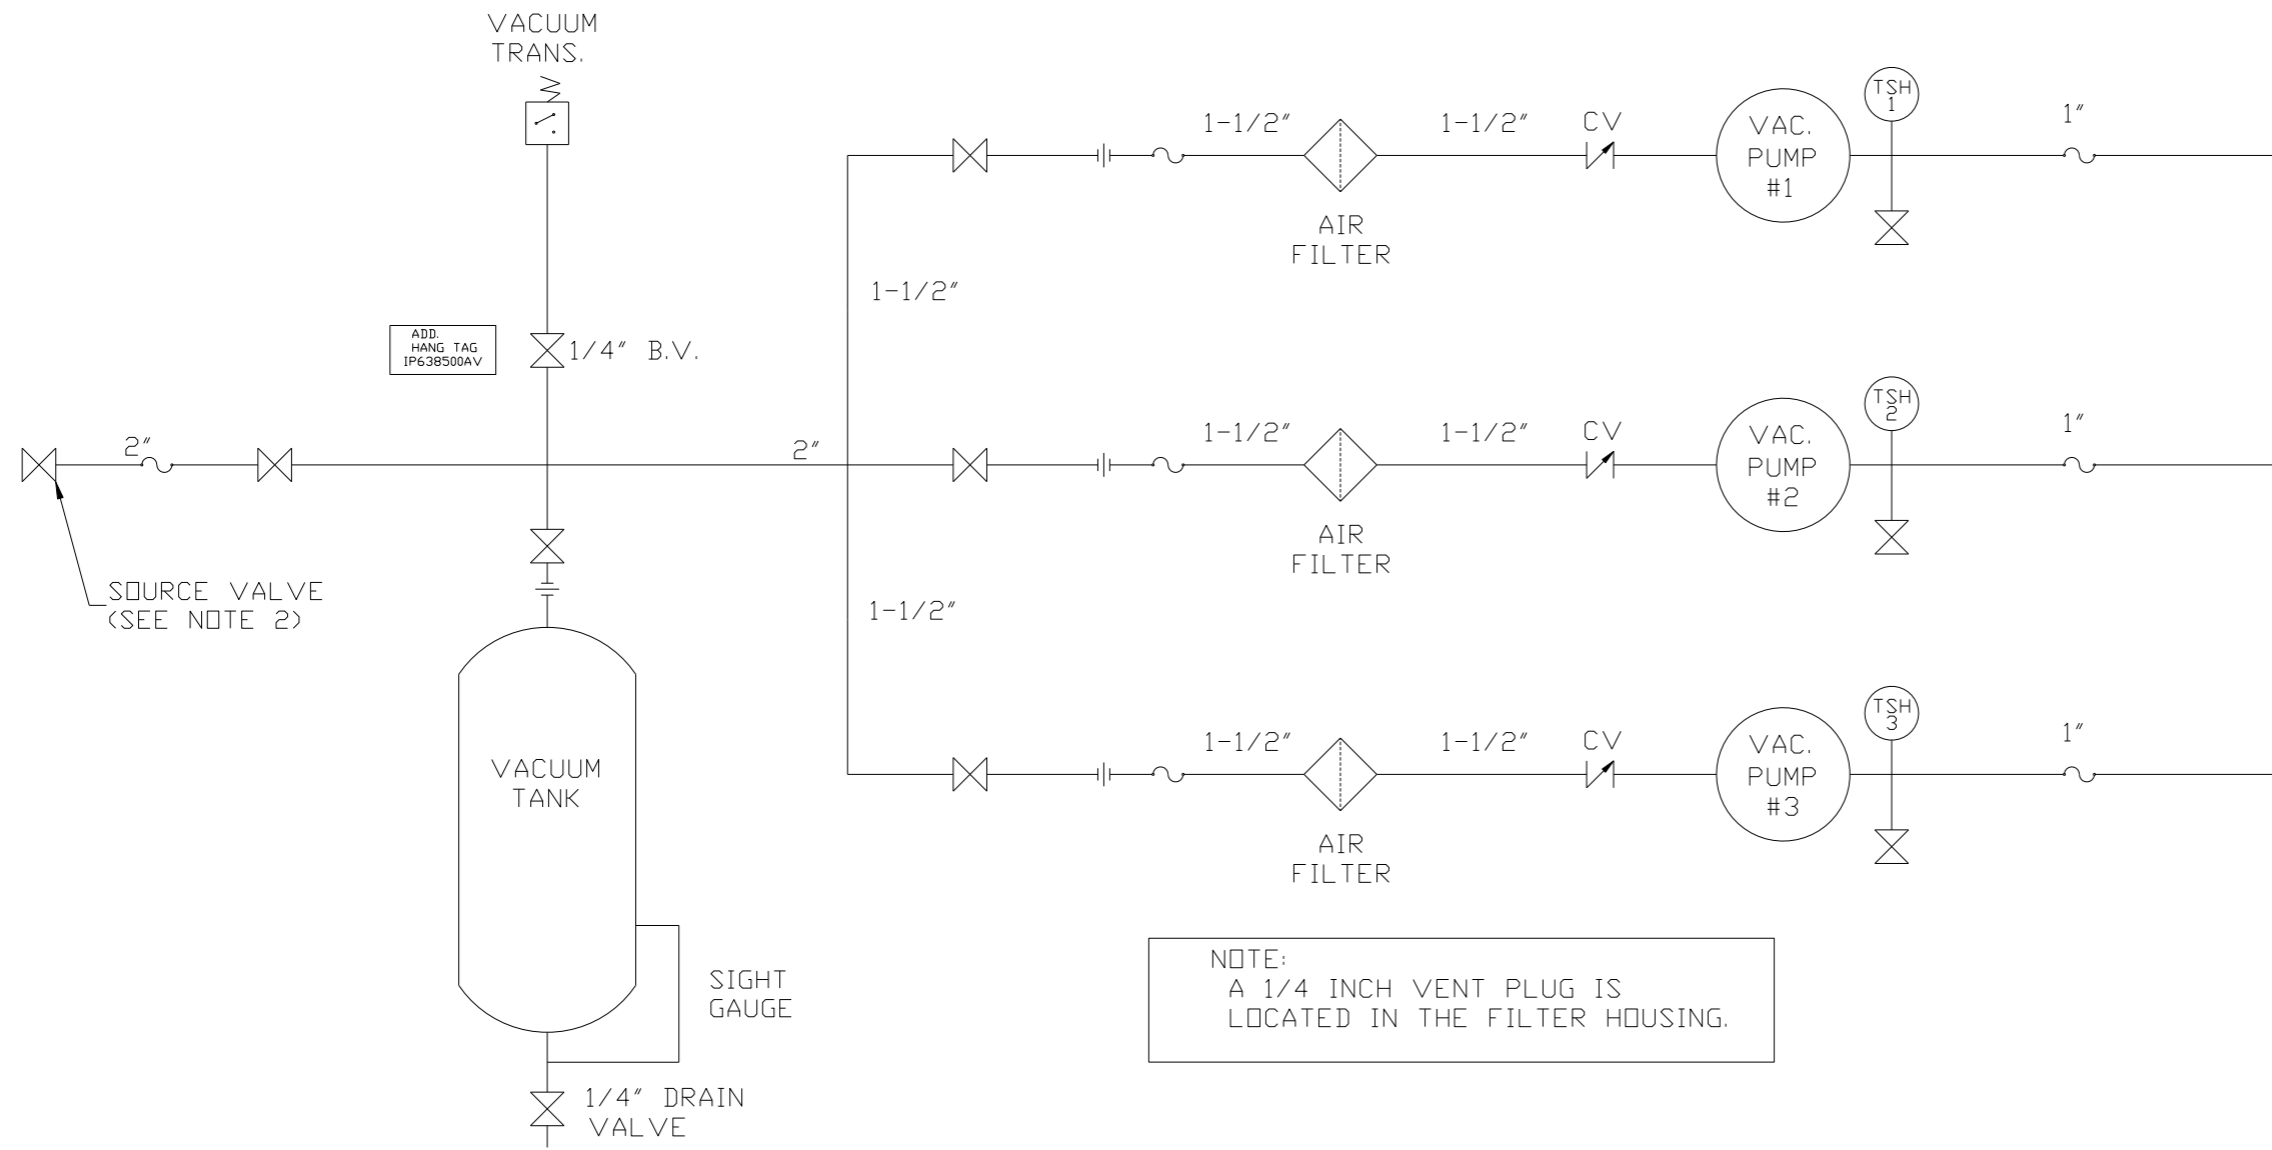 VACUUM
TRANS.
1-1/2"
1-1/2"
CV
VAC.
PUMP
#1
TSH
1
1"
AIR
FILTER
1-1/2"
ADD.
HANG TAG
IP638500AV
1/4" B.V.
2"
2"
1-1/2"
1-1/2"
CV
VAC.
PUMP
#2
TSH
2
1"
AIR
FILTER
SOURCE VALVE
(SEE NOTE 2)
1-1/2"
VACUUM
TANK
1-1/2"
1-1/2"
CV
VAC.
PUMP
#3
TSH
3
1"
AIR
FILTER
SIGHT
GAUGE
NOTE:
A 1/4 INCH VENT PLUG IS
LOCATED IN THE FILTER HOUSING.
1/4" DRAIN
VALVE